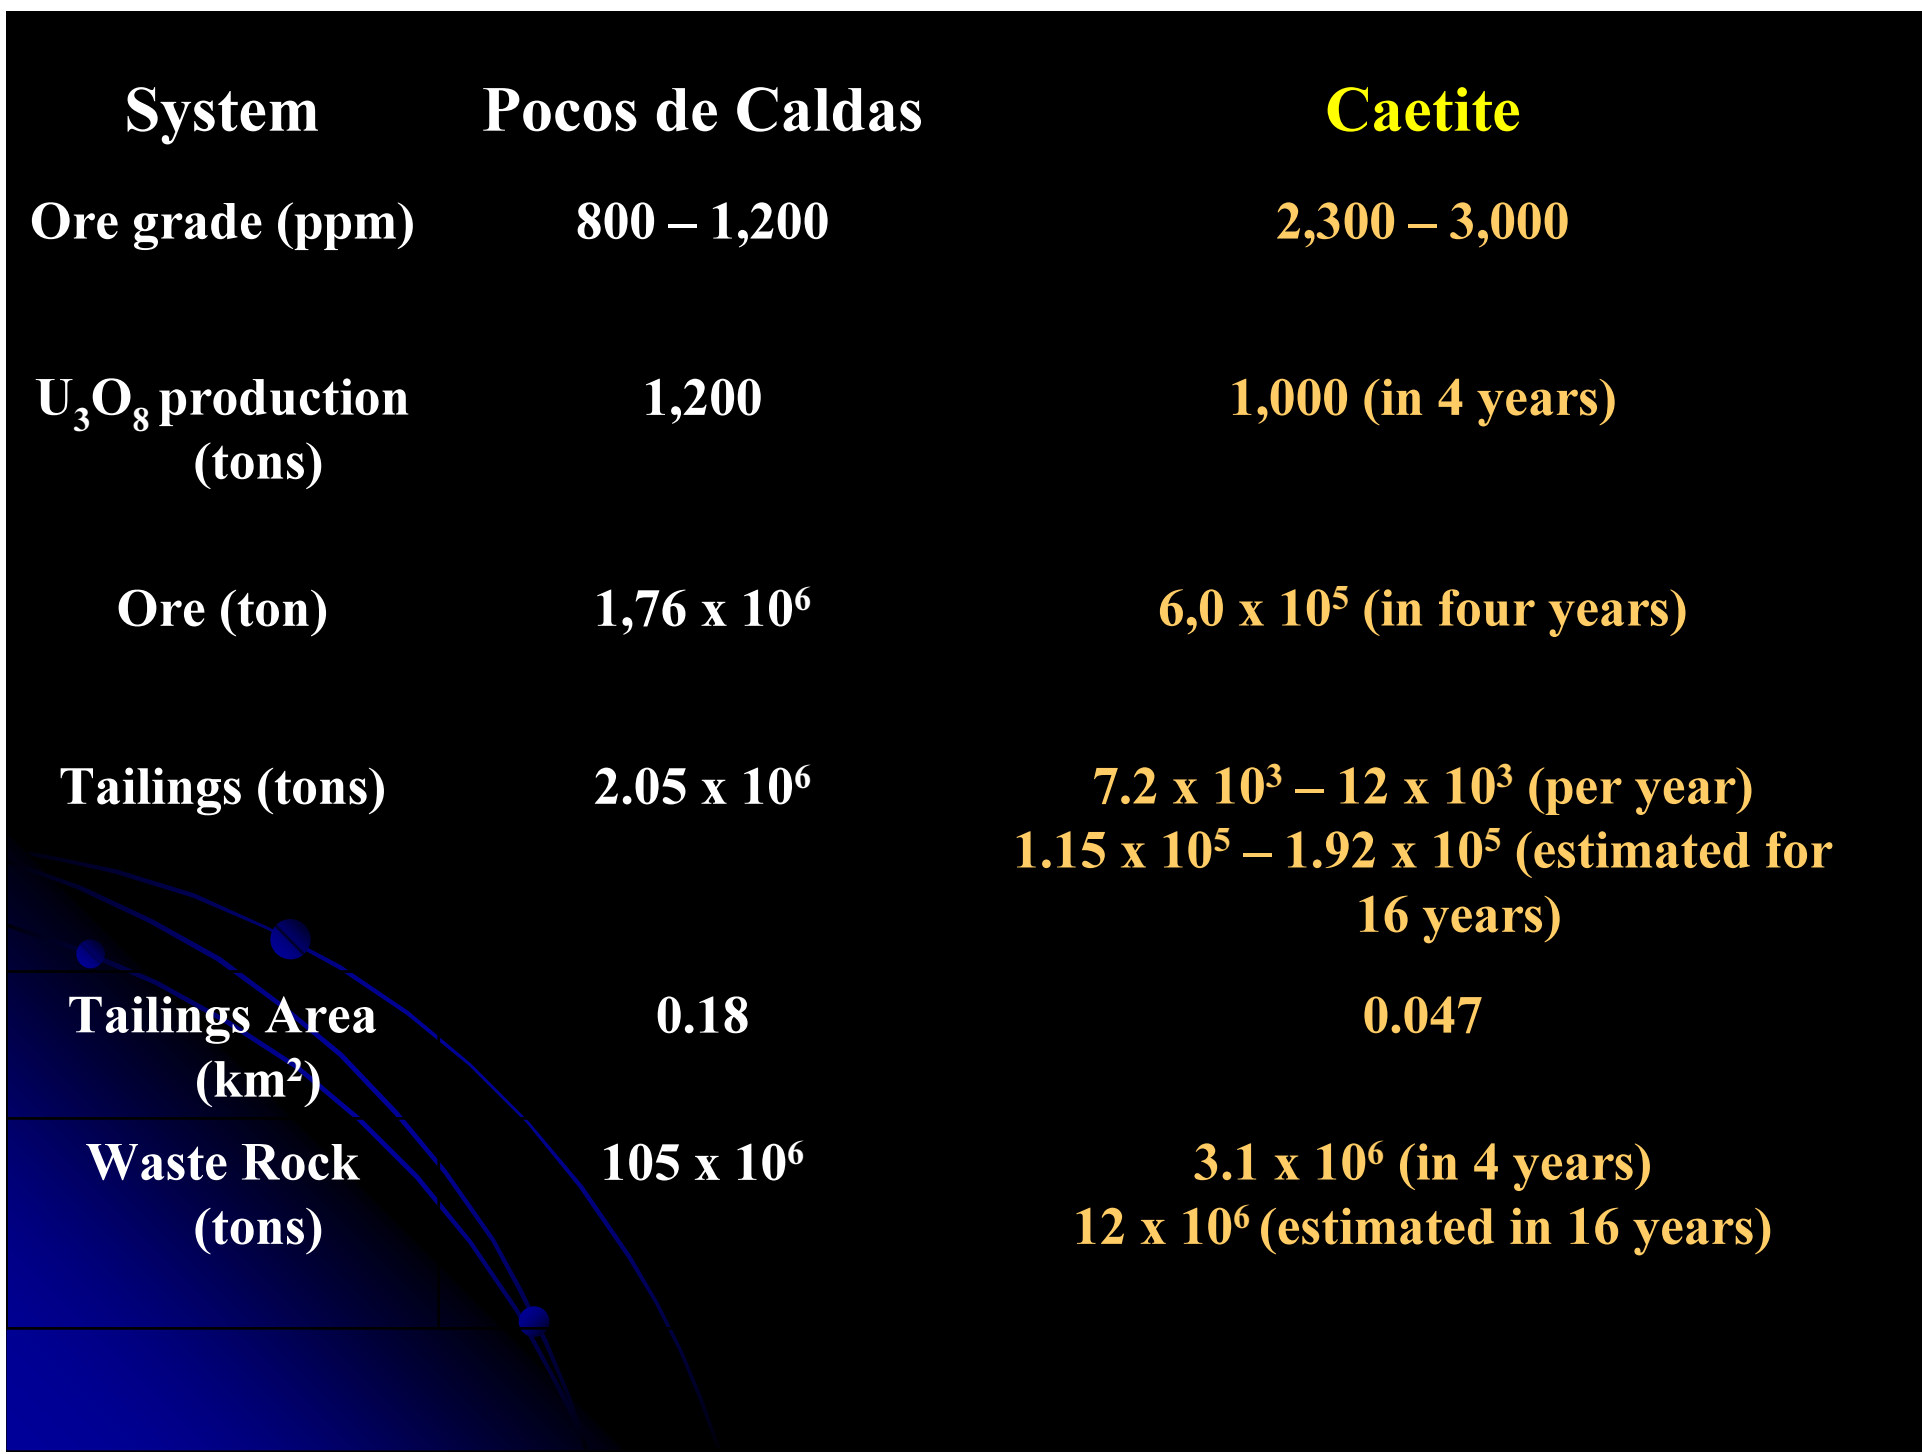 System Pocos de Caldas Caetite
Ore grade (ppm) 800 – 1,200 2,300 – 3,000
U₃O₈ production 1,200 1,000 (in 4 years)
(tons)
Ore (ton) 1,76 x 10⁶ 6,0 x 10⁵ (in four years)
Tailings (tons) 2.05 x 10⁶ 7.2 x 10³ – 12 x 10³ (per year)
1.15 x 10⁵ – 1.92 x 10⁵ (estimated for
16 years)
Tailings Area 0.18 0.047
(km²)
Waste Rock 105 x 10⁶ 3.1 x 10⁶ (in 4 years)
(tons) 12 x 10⁶ (estimated in 16 years)